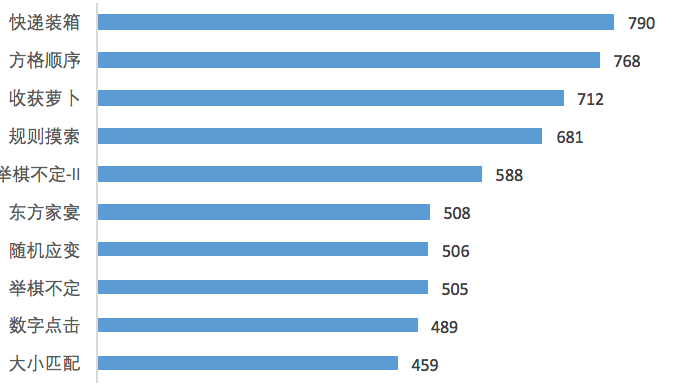 快递装箱 790
方格顺序 768
收获萝卜 712
规则摸索 681
举棋不定-II 588
东方家宴 508
随机应变 506
举棋不定 505
数字点击 489
大小匹配 459